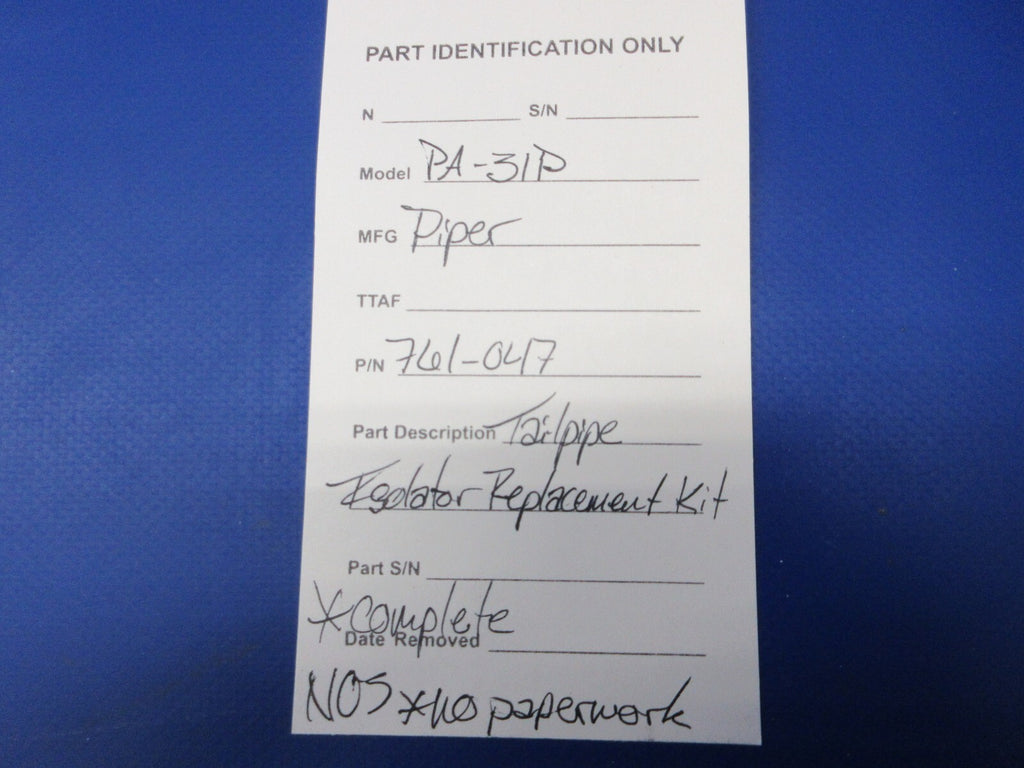 PART IDENTIFICATION ONLY
N S/N
Model PA-31P
MFG Piper
TTAF
P/N 761-047
Part Description Tailpipe
Isolator Replacement Kit
Part S/N
*complete
Date Removed
NOS *no paperwork